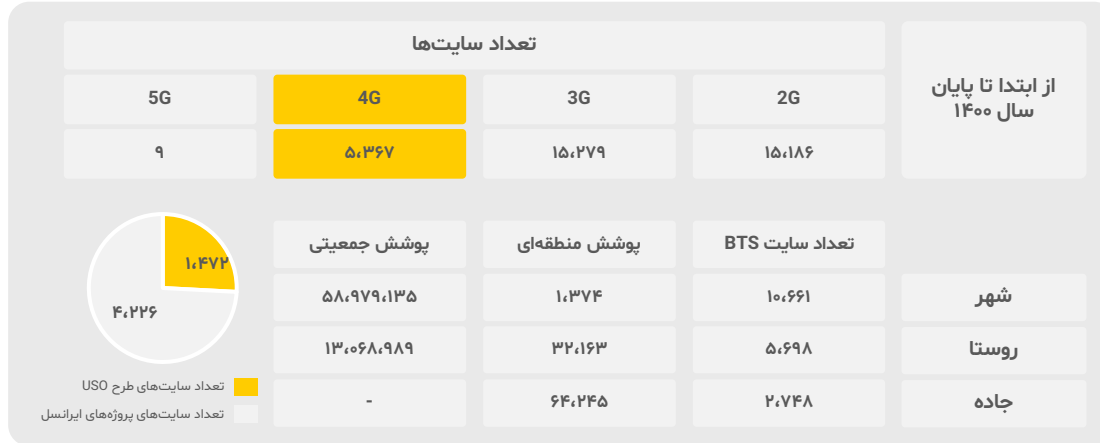 از ابتدا تا پایان
سال ۱۴۰۰
تعداد سایت‌ها
2G
3G
4G
5G
۱۵،۱۸۶
۱۵،۲۷۹
۵،۳۶۷
۹
تعداد سایت BTS
پوشش منطقه‌ای
پوشش جمعیتی
شهر
۱۰،۶۶۱
۱،۳۷۴
۵۸،۹۷۹،۱۳۵
روستا
۵،۶۹۸
۳۲،۱۶۳
۱۳،۰۶۸،۹۸۹
جاده
۲،۷۴۸
۶۴،۲۴۵
-
۱،۴۷۲
۴،۲۲۶
تعداد سایت‌های طرح USO
تعداد سایت‌های پروژه‌های ایرانسل